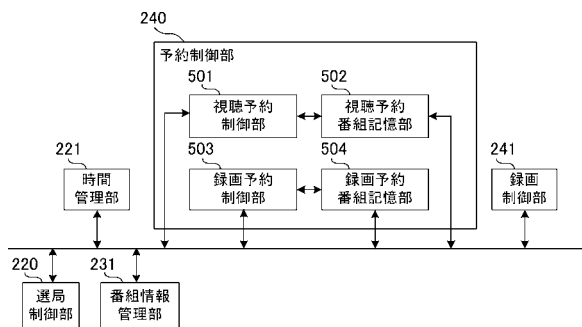 240
予約制御部
501
視聴予約
制御部
502
視聴予約
番組記憶部
221
時間
管理部
503
録画予約
制御部
504
録画予約
番組記憶部
241
録画
制御部
220
選局
制御部
231
番組情報
管理部